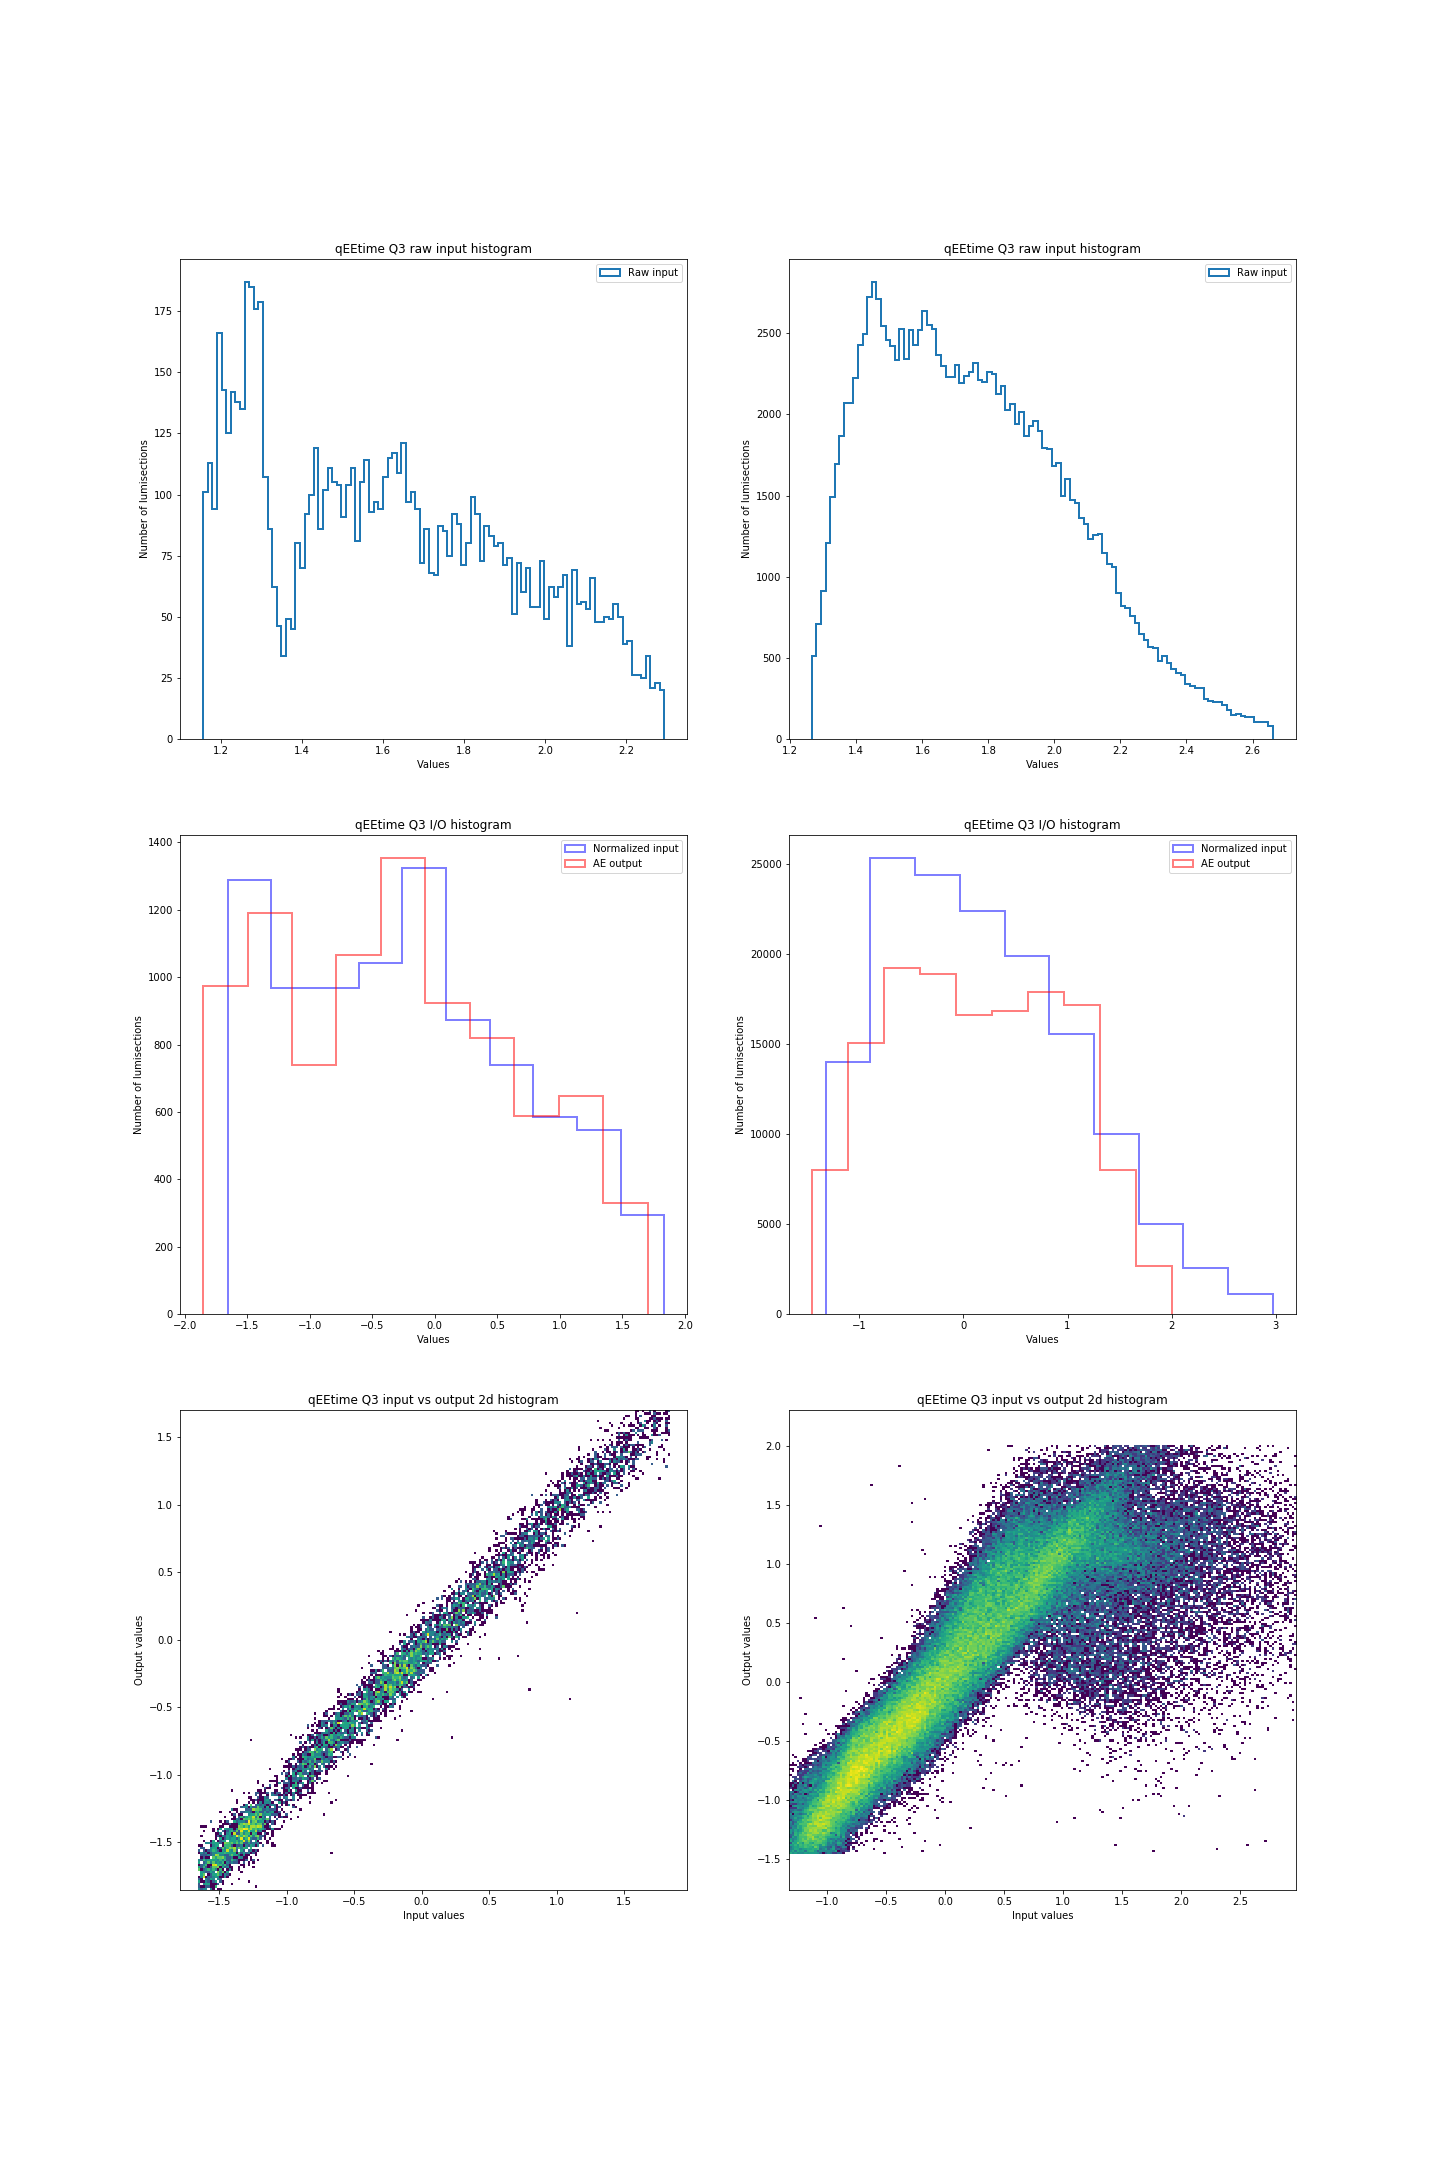 qEEtime Q3 raw input histogram
Raw input
175
150
125
100
75
50
25
0
Number of lumisections
1.2 1.4 1.6 1.8 2.0 2.2
Values
qEEtime Q3 raw input histogram
Raw input
2500
2000
1500
1000
500
0
Number of lumisections
1.2 1.4 1.6 1.8 2.0 2.2 2.4 2.6
Values
qEEtime Q3 I/O histogram
Normalized input
AE output
1400
1200
1000
800
600
400
200
0
Number of lumisections
−2.0 −1.5 −1.0 −0.5 0.0 0.5 1.0 1.5 2.0
Values
qEEtime Q3 I/O histogram
Normalized input
AE output
25000
20000
15000
10000
5000
0
Number of lumisections
−1 0 1 2 3
Values
qEEtime Q3 input vs output 2d histogram
1.5
1.0
0.5
0.0
−0.5
−1.0
−1.5
Output values
−1.5 −1.0 −0.5 0.0 0.5 1.0 1.5
Input values
qEEtime Q3 input vs output 2d histogram
2.0
1.5
1.0
0.5
0.0
−0.5
−1.0
−1.5
Output values
−1.0 −0.5 0.0 0.5 1.0 1.5 2.0 2.5
Input values